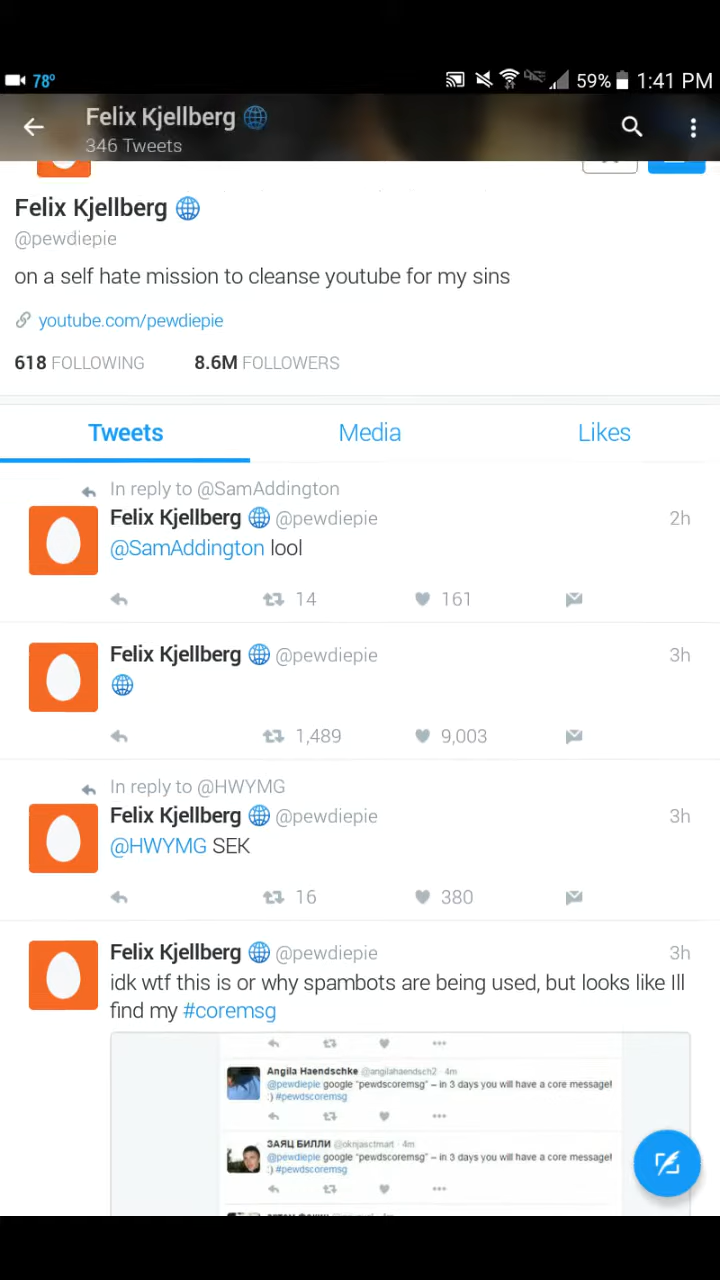 78°
59% 1:41 PM
Felix Kjellberg 🌐
346 Tweets
Felix Kjellberg 🌐
@pewdiepie
on a self hate mission to cleanse youtube for my sins
youtube.com/pewdiepie
618 FOLLOWING 8.6M FOLLOWERS
Tweets Media Likes
In reply to @SamAddington
Felix Kjellberg 🌐 @pewdiepie 2h
@SamAddington lool
14 161
Felix Kjellberg 🌐 @pewdiepie 3h
🌐
1,489 9,003
In reply to @HWYMG
Felix Kjellberg 🌐 @pewdiepie 3h
@HWYMG SEK
16 380
Felix Kjellberg 🌐 @pewdiepie 3h
idk wtf this is or why spambots are being used, but looks like Ill
find my #coremsg
Angila Haendschke @angilahaendsch2 · 4m
@pewdiepie google "pewdscoremsg" – in 3 days you will have a core message!
:) #pewdscoremsg
ЗАЯЦ БИЛЛИ @oknjasctmart · 4m
@pewdiepie google "pewdscoremsg" – in 3 days you will have a core message!
:) #pewdscoremsg